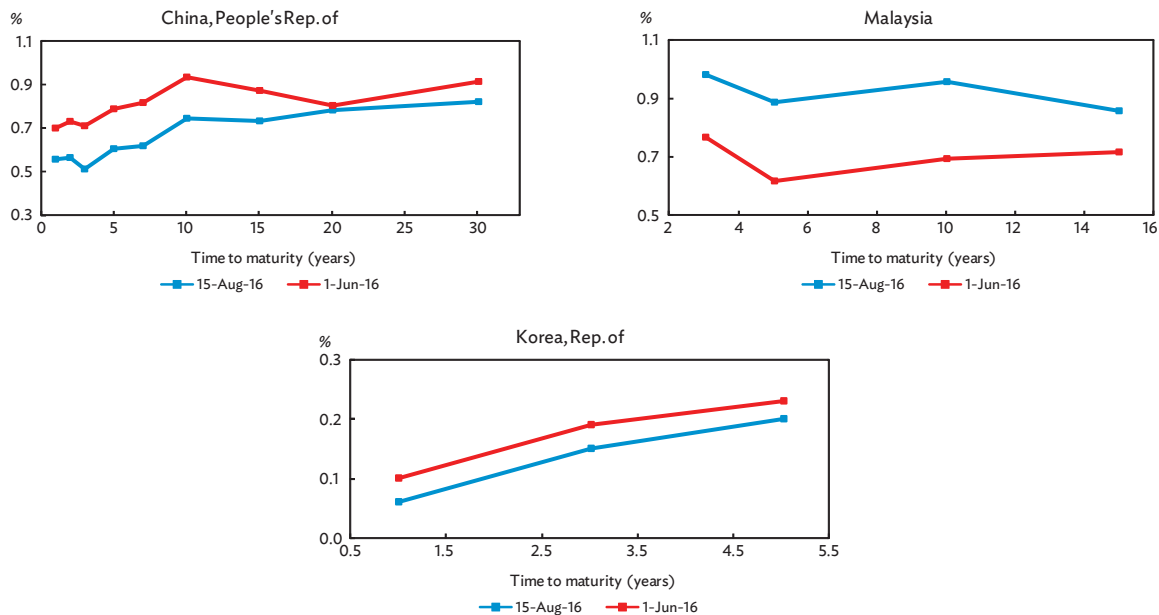 China, People's Rep. of
%
1.1
0.9
0.7
0.5
0.3
0 5 10 15 20 25 30
Time to maturity (years)
15-Aug-16 1-Jun-16
Malaysia
%
1.1
0.9
0.7
0.5
2 4 6 8 10 12 14 16
Time to maturity (years)
15-Aug-16 1-Jun-16
Korea, Rep. of
%
0.3
0.2
0.1
0.0
0.5 1.5 2.5 3.5 4.5 5.5
Time to maturity (years)
15-Aug-16 1-Jun-16